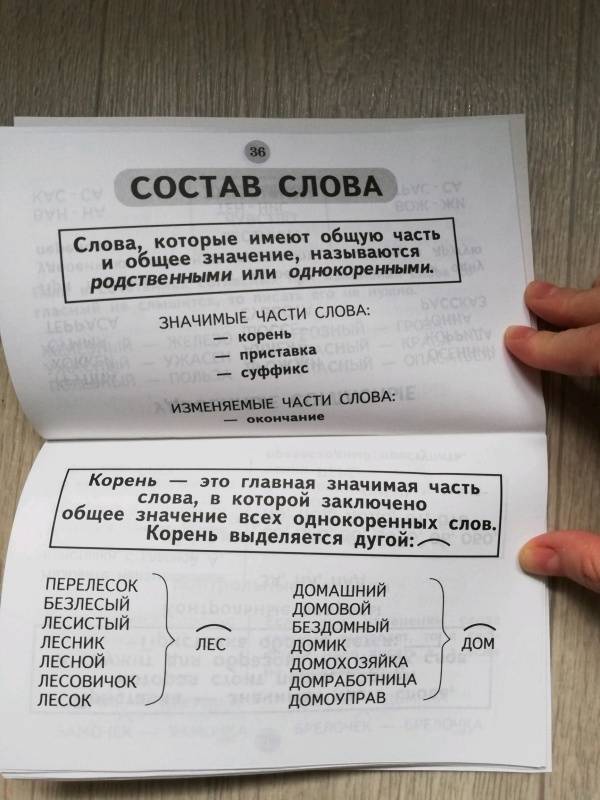 36
СОСТАВ СЛОВА
Слова, которые имеют общую часть
и общее значение, называются
родственными или однокоренными.
ЗНАЧИМЫЕ ЧАСТИ СЛОВА:
— корень
— приставка
— суффикс
ИЗМЕНЯЕМЫЕ ЧАСТИ СЛОВА:
— окончание
Корень — это главная значимая часть
слова, в которой заключено
общее значение всех однокоренных слов.
Корень выделяется дугой:
ПЕРЕЛЕСОК
БЕЗЛЕСЫЙ
ЛЕСИСТЫЙ
ЛЕСНИК
ЛЕСНОЙ
ЛЕСОВИЧОК
ЛЕСОК
ЛЕС
ДОМАШНИЙ
ДОМОВОЙ
БЕЗДОМНЫЙ
ДОМИК
ДОМОХОЗЯЙКА
ДОМРАБОТНИЦА
ДОМОУПРАВ
ДОМ